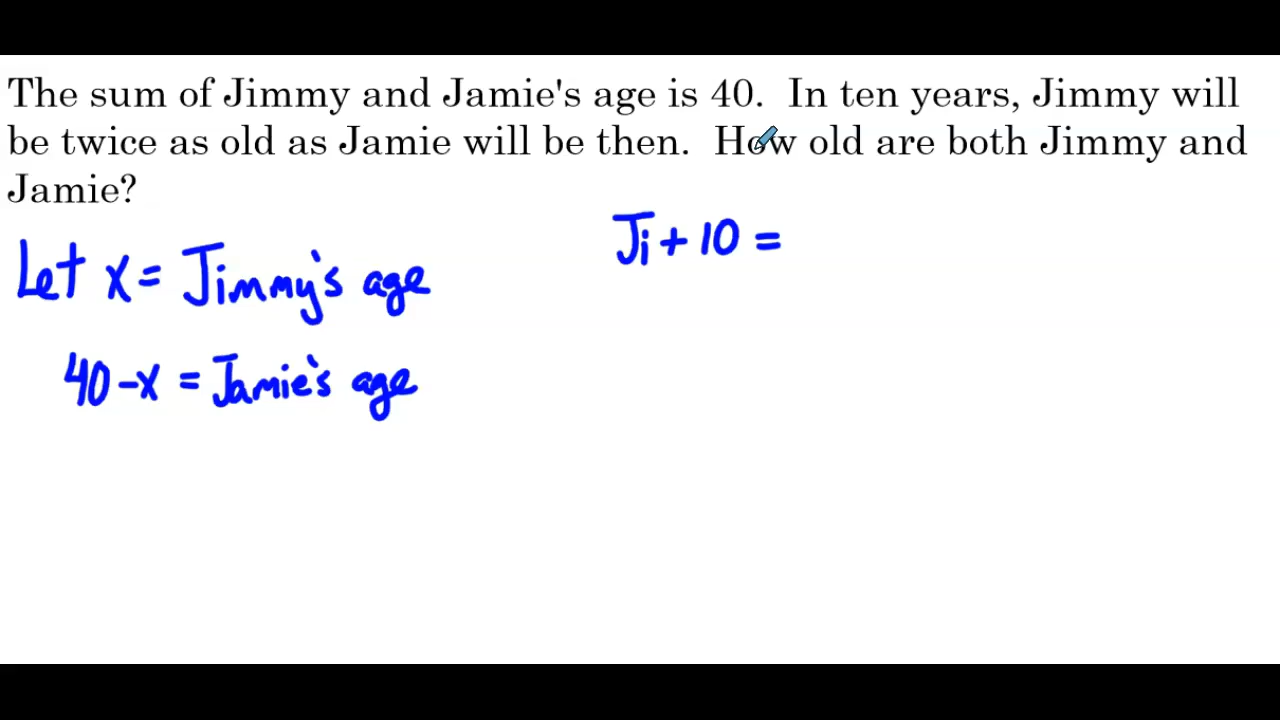 The sum of Jimmy and Jamie's age is 40. In ten years, Jimmy will
be twice as old as Jamie will be then. How old are both Jimmy and
Jamie?
Let x = Jimmy's age
40-x = Jamie's age
Ji + 10 =